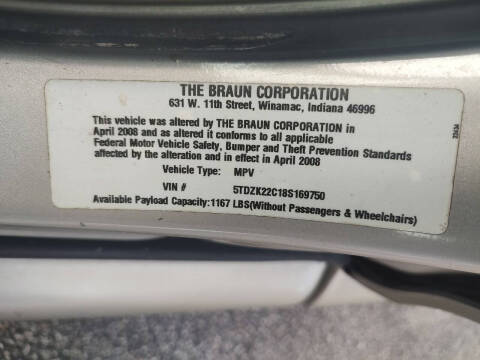 THE BRAUN CORPORATION
631 W. 11th Street, Winamac, Indiana 46996
This vehicle was altered by THE BRAUN CORPORATION in
April 2008 and as altered it conforms to all applicable
Federal Motor Vehicle Safety, Bumper and Theft Prevention Standards
affected by the alteration and in effect in April 2008
Vehicle Type: MPV
VIN # 5TDZK22C18S169750
Available Payload Capacity:1167 LBS(Without Passengers & Wheelchairs)